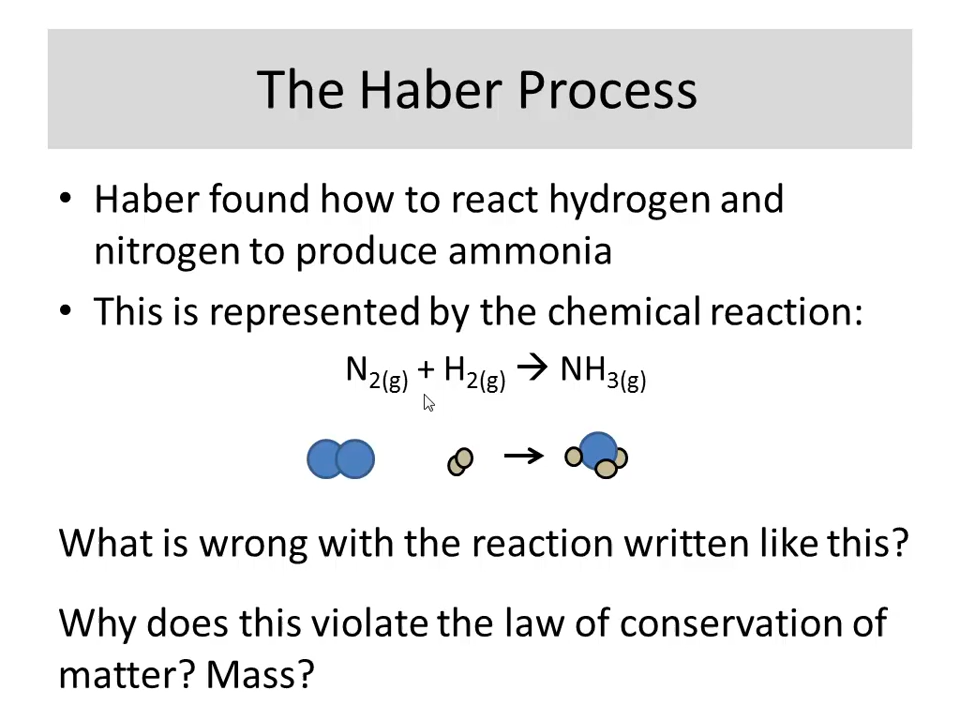 The Haber Process
• Haber found how to react hydrogen and
nitrogen to produce ammonia
• This is represented by the chemical reaction:
N₂₍g₎ + H₂₍g₎ → NH₃₍g₎
What is wrong with the reaction written like this?
Why does this violate the law of conservation of
matter? Mass?